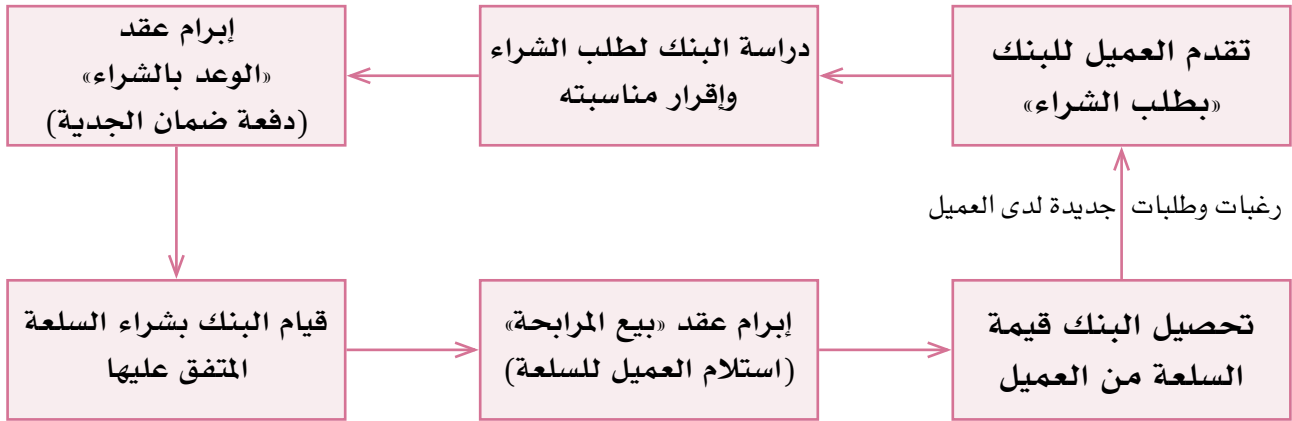 تقدم العميل للبنك
«بطلب الشراء»
دراسة البنك لطلب الشراء
وإقرار مناسبته
إبرام عقد
«الوعد بالشراء»
(دفعة ضمان الجدية)
قيام البنك بشراء السلعة
المتفق عليها
إبرام عقد «بيع المرابحة»
(استلام العميل للسلعة)
تحصيل البنك قيمة
السلعة من العميل
رغبات وطلبات جديدة لدى العميل